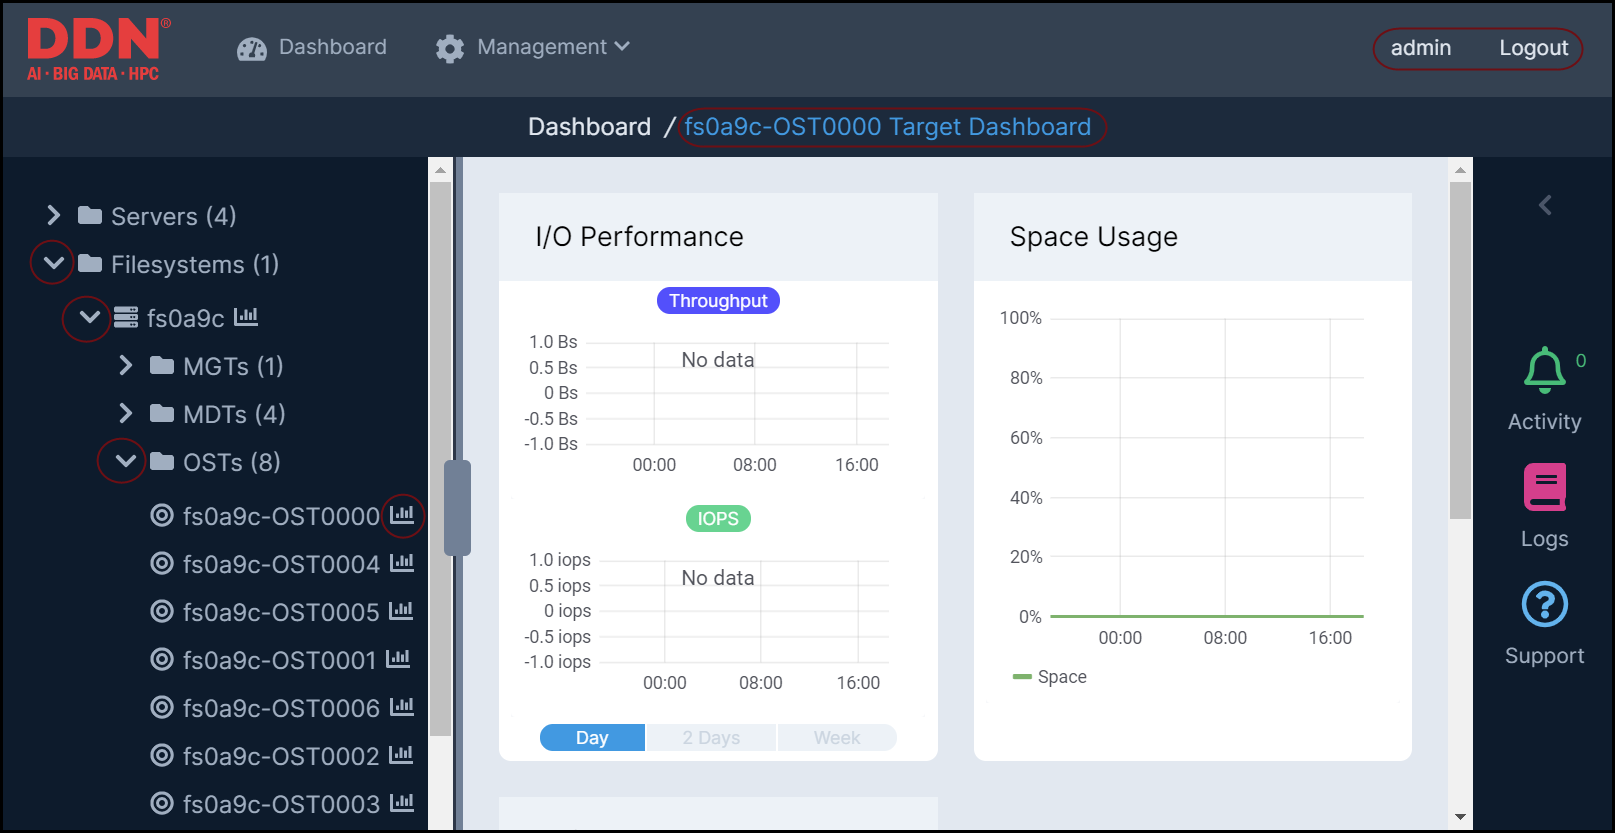 DDN®
AI · BIG DATA · HPC
Dashboard
Management
admin
Logout
Dashboard / fs0a9c-OST0000 Target Dashboard
Servers (4)
Filesystems (1)
fs0a9c
MGTs (1)
MDTs (4)
OSTs (8)
fs0a9c-OST0000
fs0a9c-OST0004
fs0a9c-OST0005
fs0a9c-OST0001
fs0a9c-OST0006
fs0a9c-OST0002
fs0a9c-OST0003
I/O Performance
Throughput
1.0 Bs
0.5 Bs
0 Bs
-0.5 Bs
-1.0 Bs
No data
00:00 08:00 16:00
IOPS
1.0 iops
0.5 iops
0 iops
-0.5 iops
-1.0 iops
No data
00:00 08:00 16:00
Day 2 Days Week
Space Usage
100%
80%
60%
40%
20%
0%
00:00 08:00 16:00
Space
0
Activity
Logs
?
Support